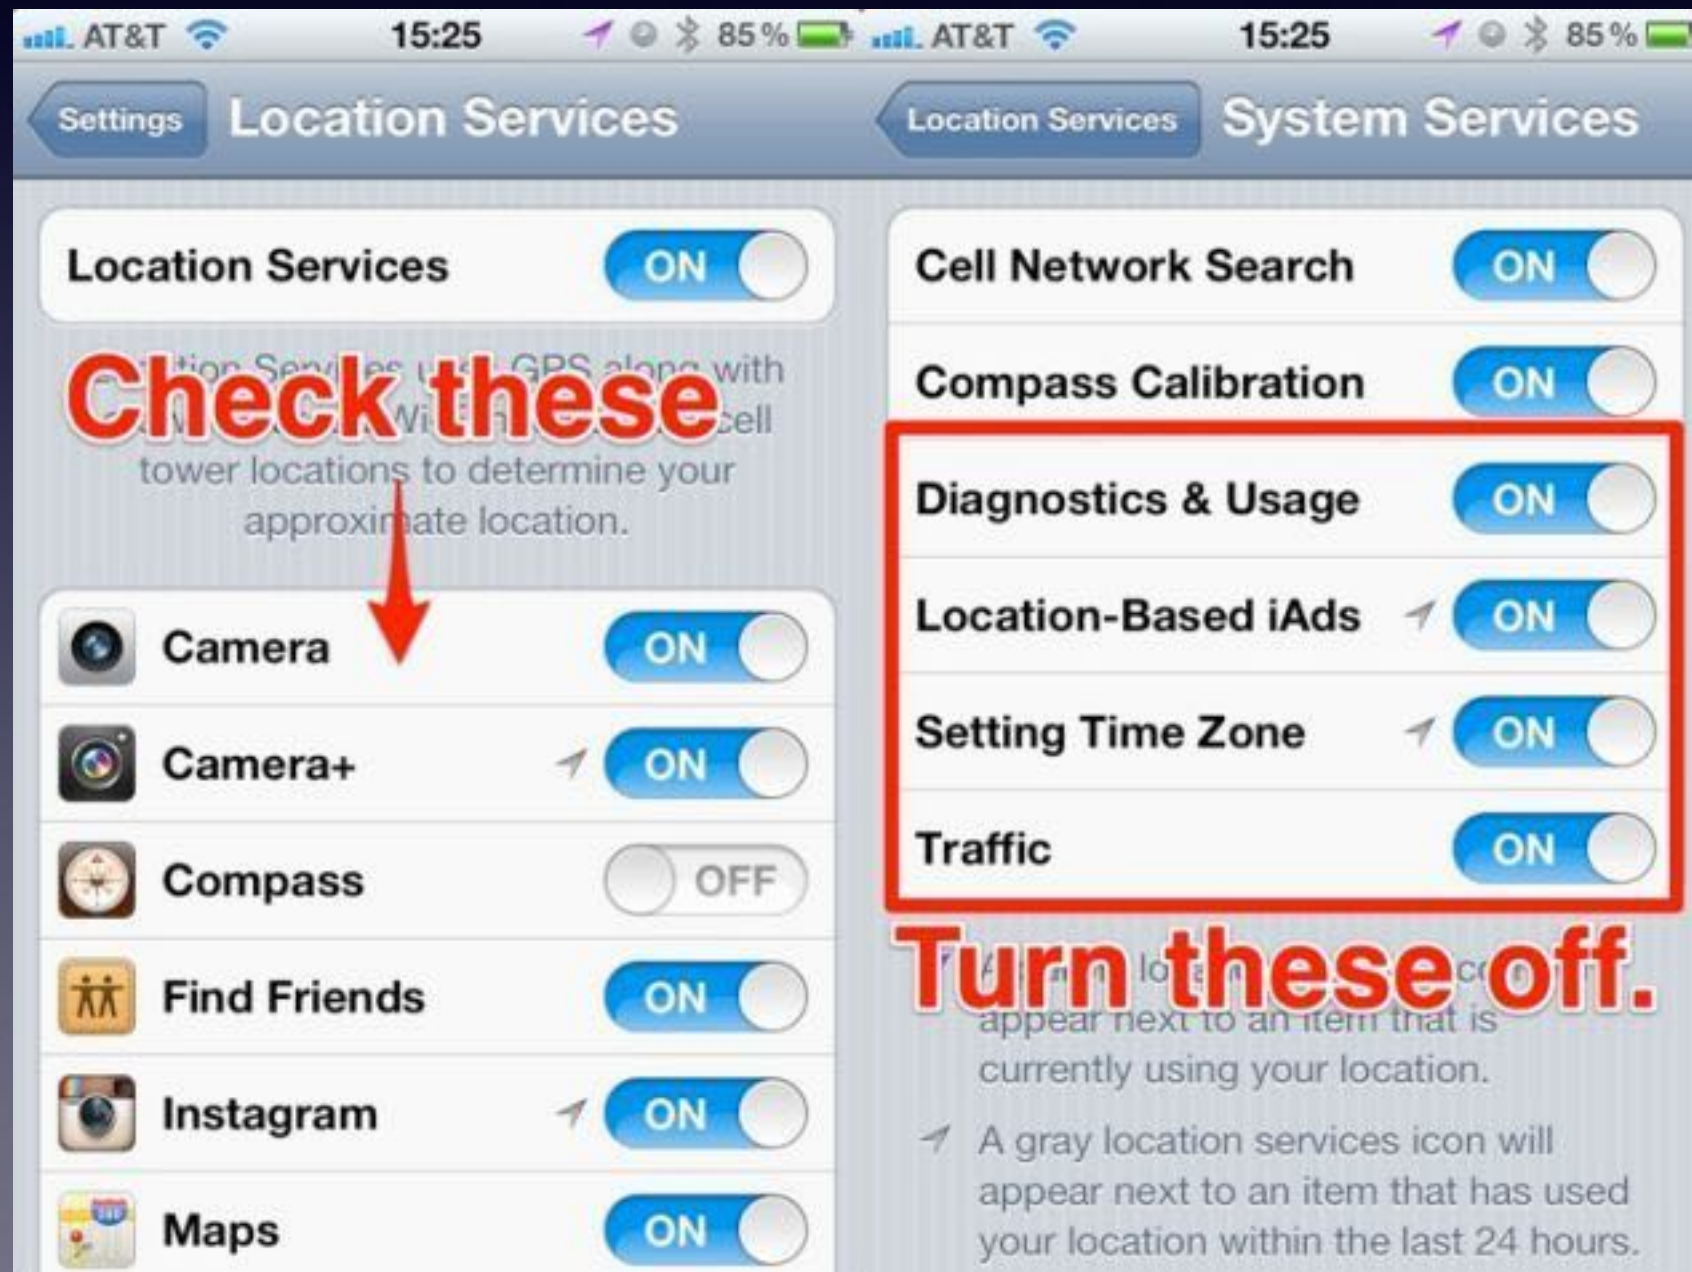 AT&T 15:25 85%
Settings Location Services
Location Services ON
Check these
with
cell
tower locations to determine your
approximate location.
Camera ON
Camera+ ON
Compass OFF
Find Friends ON
Instagram ON
Maps ON
AT&T 15:25 85%
Location Services System Services
Cell Network Search ON
Compass Calibration ON
Diagnostics & Usage ON
Location-Based iAds ON
Setting Time Zone ON
Traffic ON
Turn these off.
appear next to an item that is
currently using your location.
A gray location services icon will
appear next to an item that has used
your location within the last 24 hours.